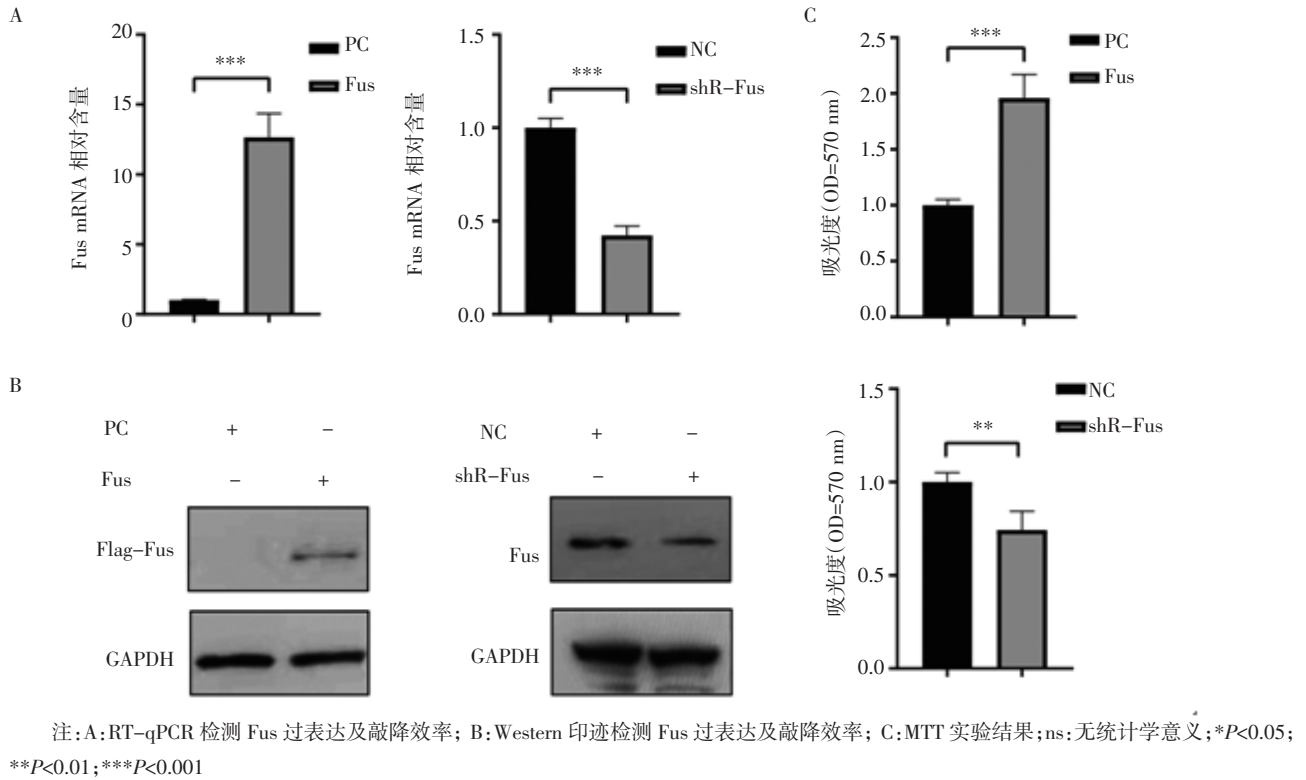 A
20
15
10
5
0
Fus mRNA 相对含量
***
PC
Fus
1.5
1.0
0.5
0.0
Fus mRNA 相对含量
***
NC
shR-Fus
C
2.5
2.0
1.5
1.0
0.5
0.0
吸光度(OD=570 nm)
***
PC
Fus
B
PC + −
Fus − +
Flag-Fus
GAPDH
NC + −
shR-Fus − +
Fus
GAPDH
1.5
1.0
0.5
0.0
吸光度(OD=570 nm)
**
NC
shR-Fus
注:A:RT-qPCR 检测 Fus 过表达及敲降效率; B:Western 印迹检测 Fus 过表达及敲降效率; C:MTT 实验结果;ns:无统计学意义;*P<0.05;
**P<0.01;***P<0.001